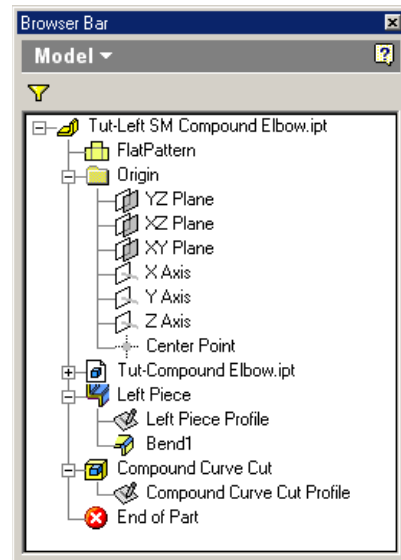 Browser Bar
Model
Tut-Left SM Compound Elbow.ipt
FlatPattern
Origin
YZ Plane
XZ Plane
XY Plane
X Axis
Y Axis
Z Axis
Center Point
Tut-Compound Elbow.ipt
Left Piece
Left Piece Profile
Bend1
Compound Curve Cut
Compound Curve Cut Profile
End of Part